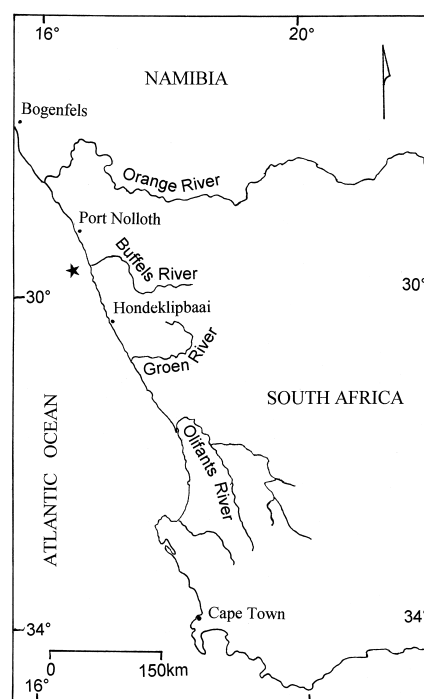 16°
20°
NAMIBIA
Bogenfels
Orange River
Port Nolloth
Buffels River
30°
30°
Hondeklipbaai
Groen River
SOUTH AFRICA
ATLANTIC OCEAN
Olifants River
Cape Town
34°
34°
0 150km
16°